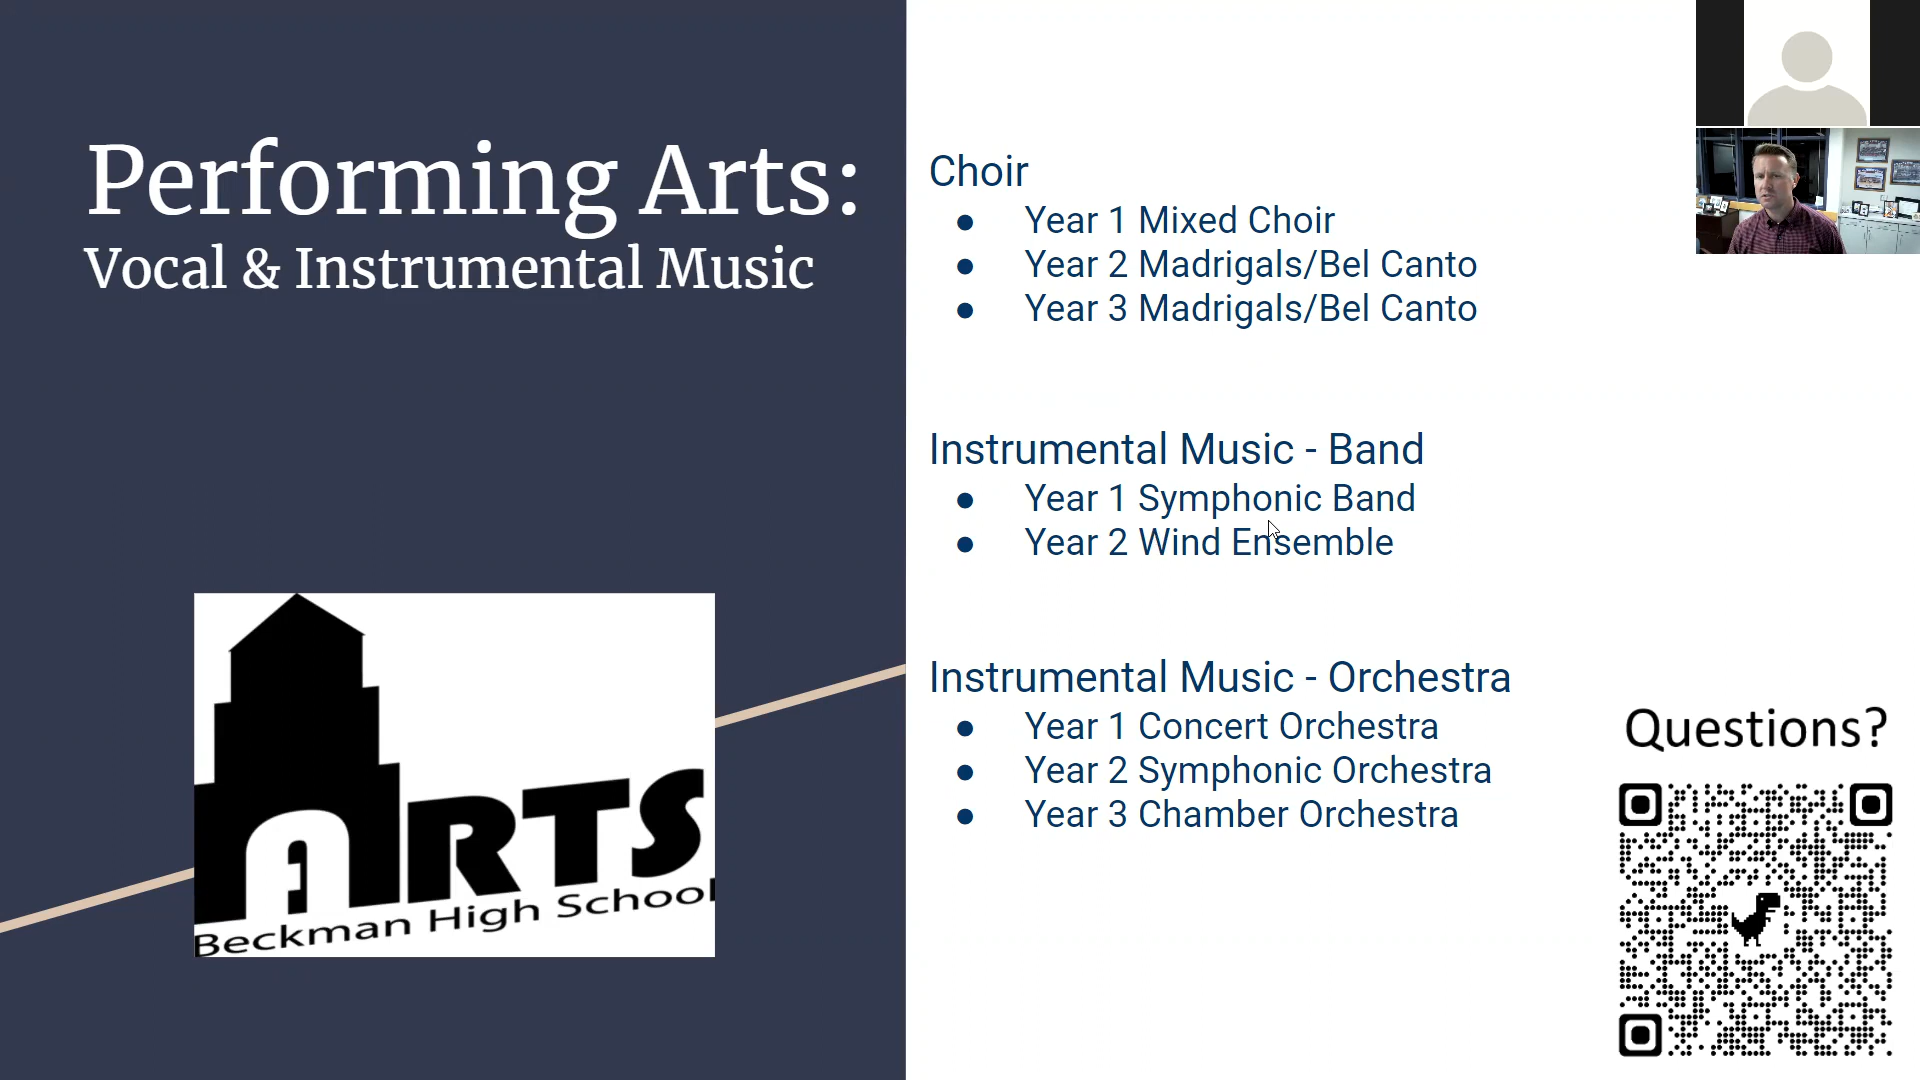 Performing Arts:
Vocal & Instrumental Music
ARTS
Beckman High School
Choir
● Year 1 Mixed Choir
● Year 2 Madrigals/Bel Canto
● Year 3 Madrigals/Bel Canto
Instrumental Music - Band
● Year 1 Symphonic Band
● Year 2 Wind Ensemble
Instrumental Music - Orchestra
● Year 1 Concert Orchestra
● Year 2 Symphonic Orchestra
● Year 3 Chamber Orchestra
Questions?